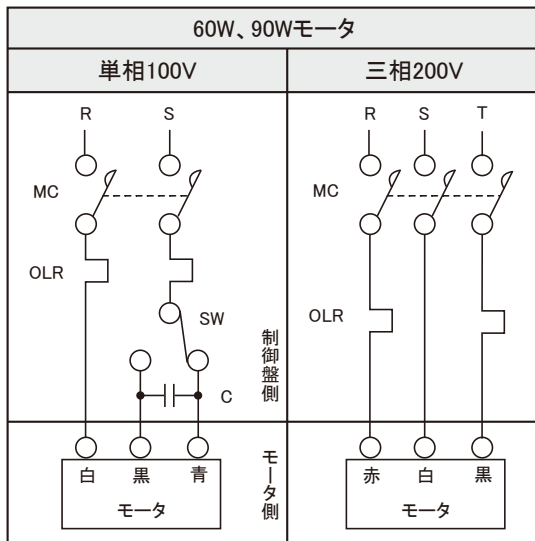 60W、90Wモータ
単相100V
三相200V
R S
MC
OLR
SW
C
制御盤側
白 黒 青
モータ
モータ側
R S T
MC
OLR
赤 白 黒
モータ